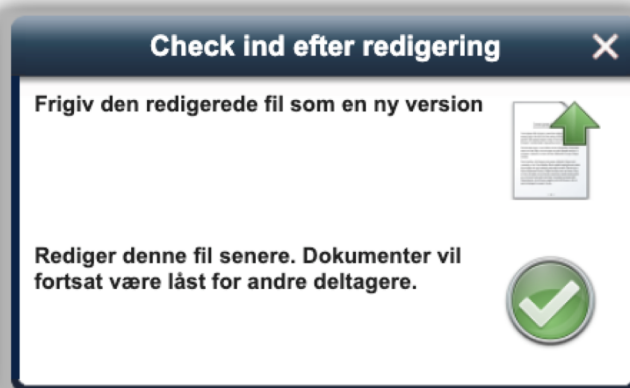 Check ind efter redigering
Frigiv den redigerede fil som en ny version
Rediger denne fil senere. Dokumenter vil
fortsat være låst for andre deltagere.